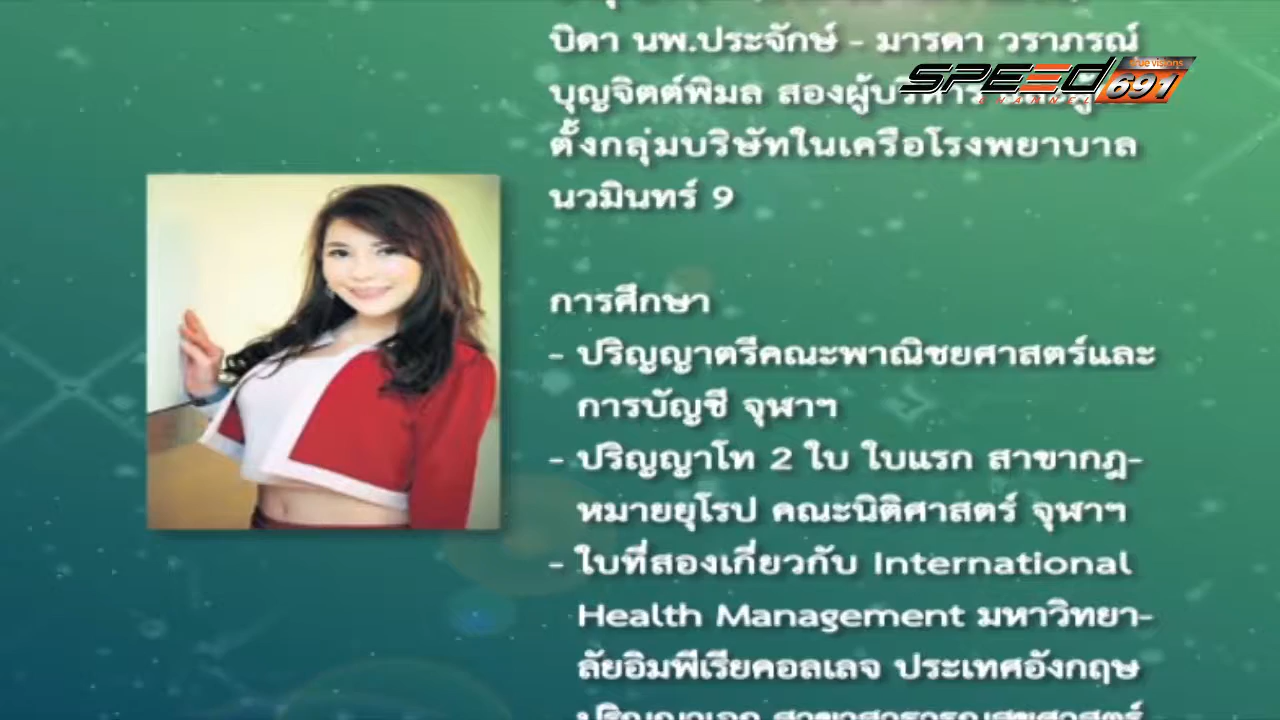 บิดา นพ.ประจักษ์ - มารดา วราภรณ์
บุญจิตต์พิมล สองผู้บริหาร
ตั้งกลุ่มบริษัทในเครือโรงพยาบาล
นวมินทร์ 9
SPEED
CHANNEL
true visions
691
การศึกษา
- ปริญญาตรีคณะพาณิชยศาสตร์และ
การบัญชี จุฬาฯ
- ปริญญาโท 2 ใบ ใบแรก สาขากฎ-
หมายยุโรป คณะนิติศาสตร์ จุฬาฯ
- ใบที่สองเกี่ยวกับ International
Health Management มหาวิทยา-
ลัยอิมพีเรียคอลเลจ ประเทศอังกฤษ